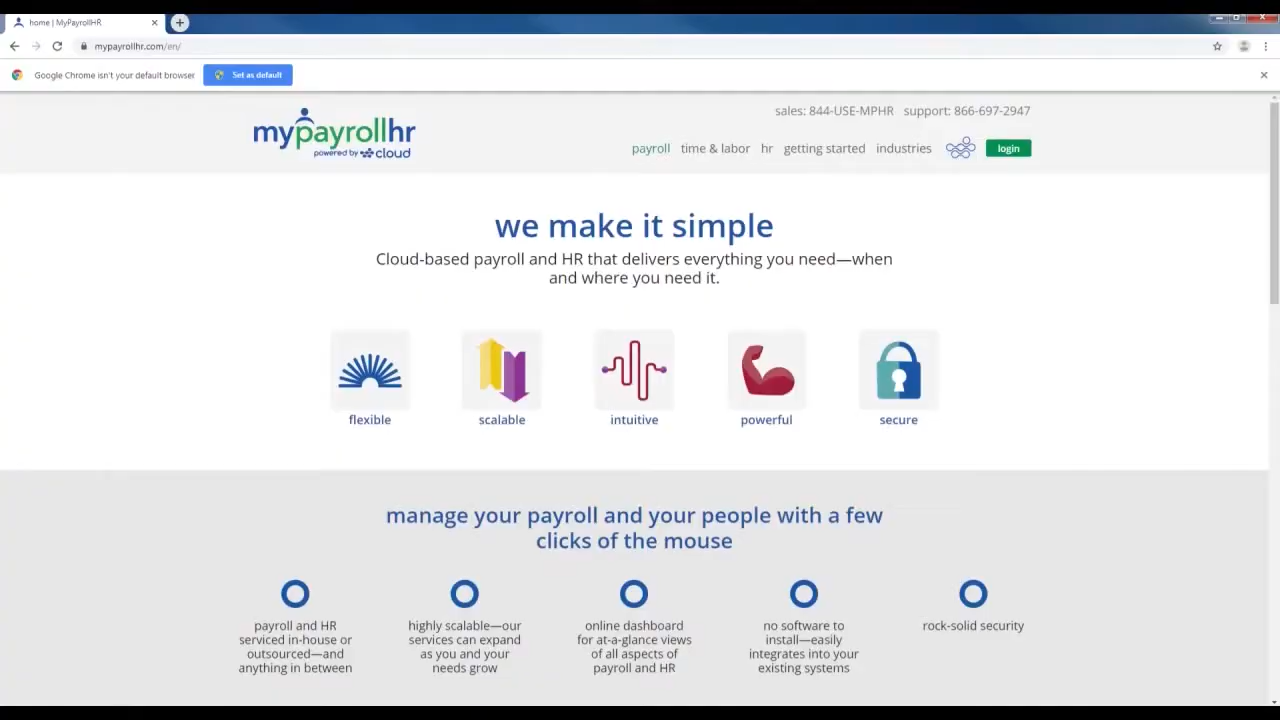 home | MyPayrollHR
mypayrollhr.com/en/
Google Chrome isn't your default browser
Set as default
sales: 844-USE-MPHR support: 866-697-2947
mypayrollhr
powered by cloud
payroll time & labor hr getting started industries login
we make it simple
Cloud-based payroll and HR that delivers everything you need—when
and where you need it.
flexible scalable intuitive powerful secure
manage your payroll and your people with a few
clicks of the mouse
payroll and HR
serviced in-house or
outsourced—and
anything in between
highly scalable—our
services can expand
as you and your
needs grow
online dashboard
for at-a-glance views
of all aspects of
payroll and HR
no software to
install—easily
integrates into your
existing systems
rock-solid security